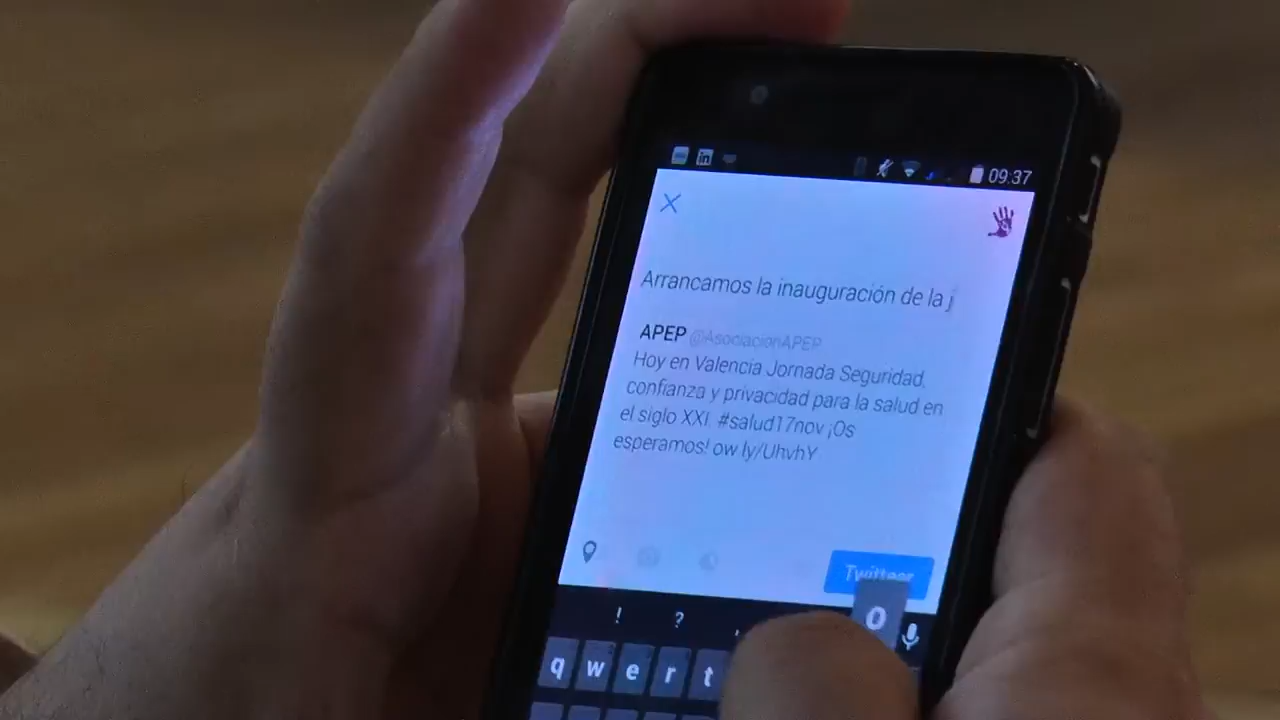 in
09:37
Arrancamos la inauguración de la j
APEP @AsociacionAPEP
Hoy en Valencia Jornada Seguridad,
confianza y privacidad para la salud en
el siglo XXI. #salud17nov ¡Os
esperamos! ow.ly/UhvhY
Twittear
! ?
o
q w e r t